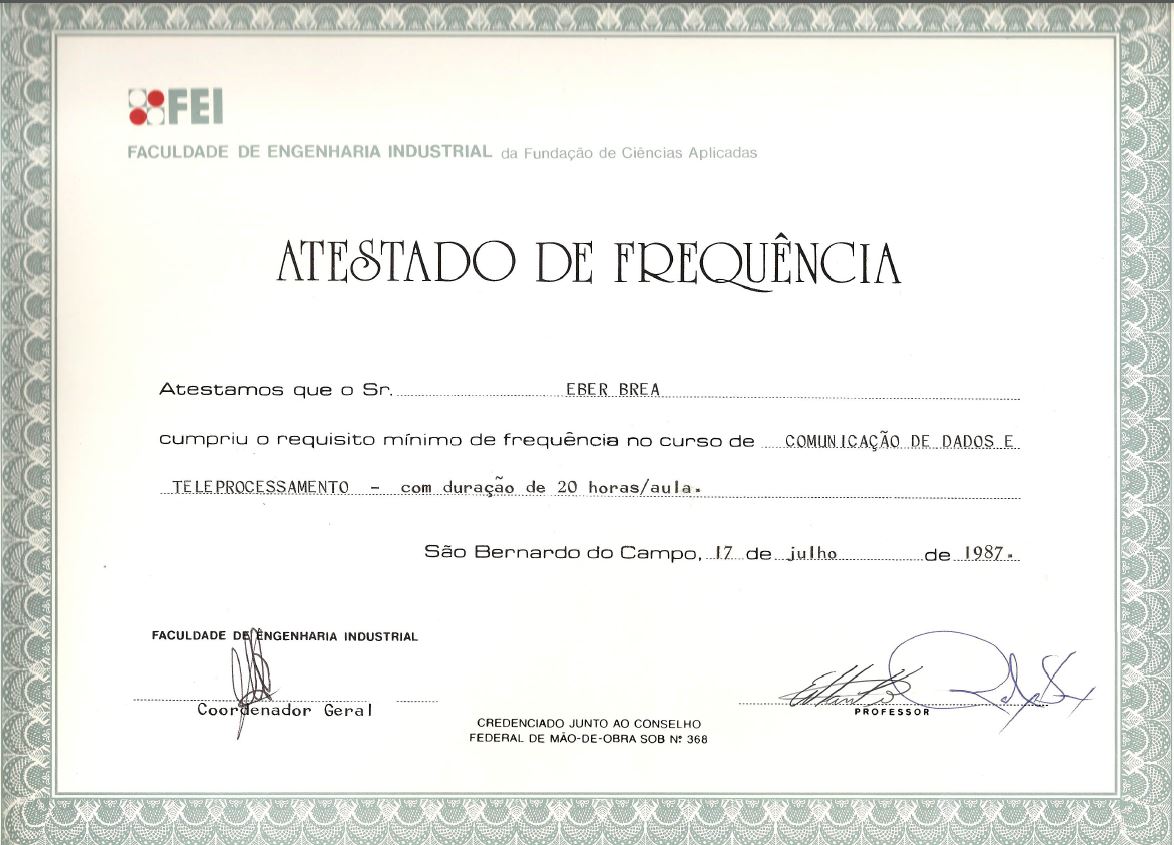 FEI
FACULDADE DE ENGENHARIA INDUSTRIAL da Fundação de Ciências Aplicadas
ATESTADO DE FREQUÊNCIA
Atestamos que o Sr. EBER BREA
cumpriu o requisito mínimo de frequência no curso de COMUNICAÇÃO DE DADOS E
TELEPROCESSAMENTO - com duração de 20 horas/aula.
São Bernardo do Campo, 17 de julho de 1987.
FACULDADE DE ENGENHARIA INDUSTRIAL
Coordenador Geral
PROFESSOR
CREDENCIADO JUNTO AO CONSELHO
FEDERAL DE MÃO-DE-OBRA SOB Nº 368